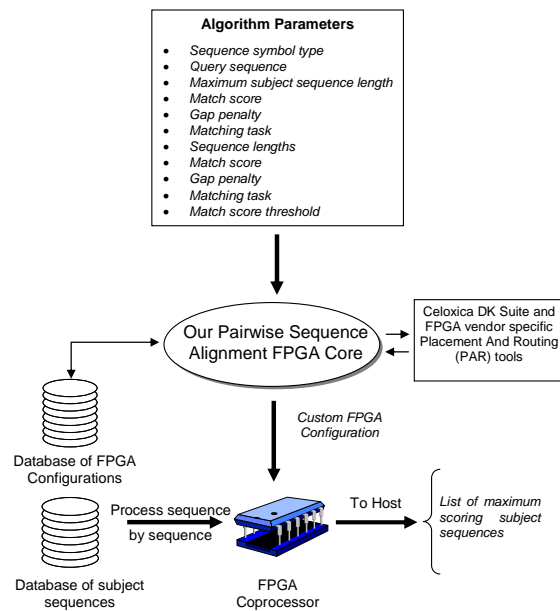 Algorithm Parameters
• Sequence symbol type
• Query sequence
• Maximum subject sequence length
• Match score
• Gap penalty
• Matching task
• Sequence lengths
• Match score
• Gap penalty
• Matching task
• Match score threshold
Our Pairwise Sequence
Alignment FPGA Core
Celoxica DK Suite and
FPGA vendor specific
Placement And Routing
(PAR) tools
Custom FPGA
Configuration
Database of FPGA
Configurations
Process sequence
by sequence
To Host
List of maximum
scoring subject
sequences
Database of subject
sequences
FPGA
Coprocessor